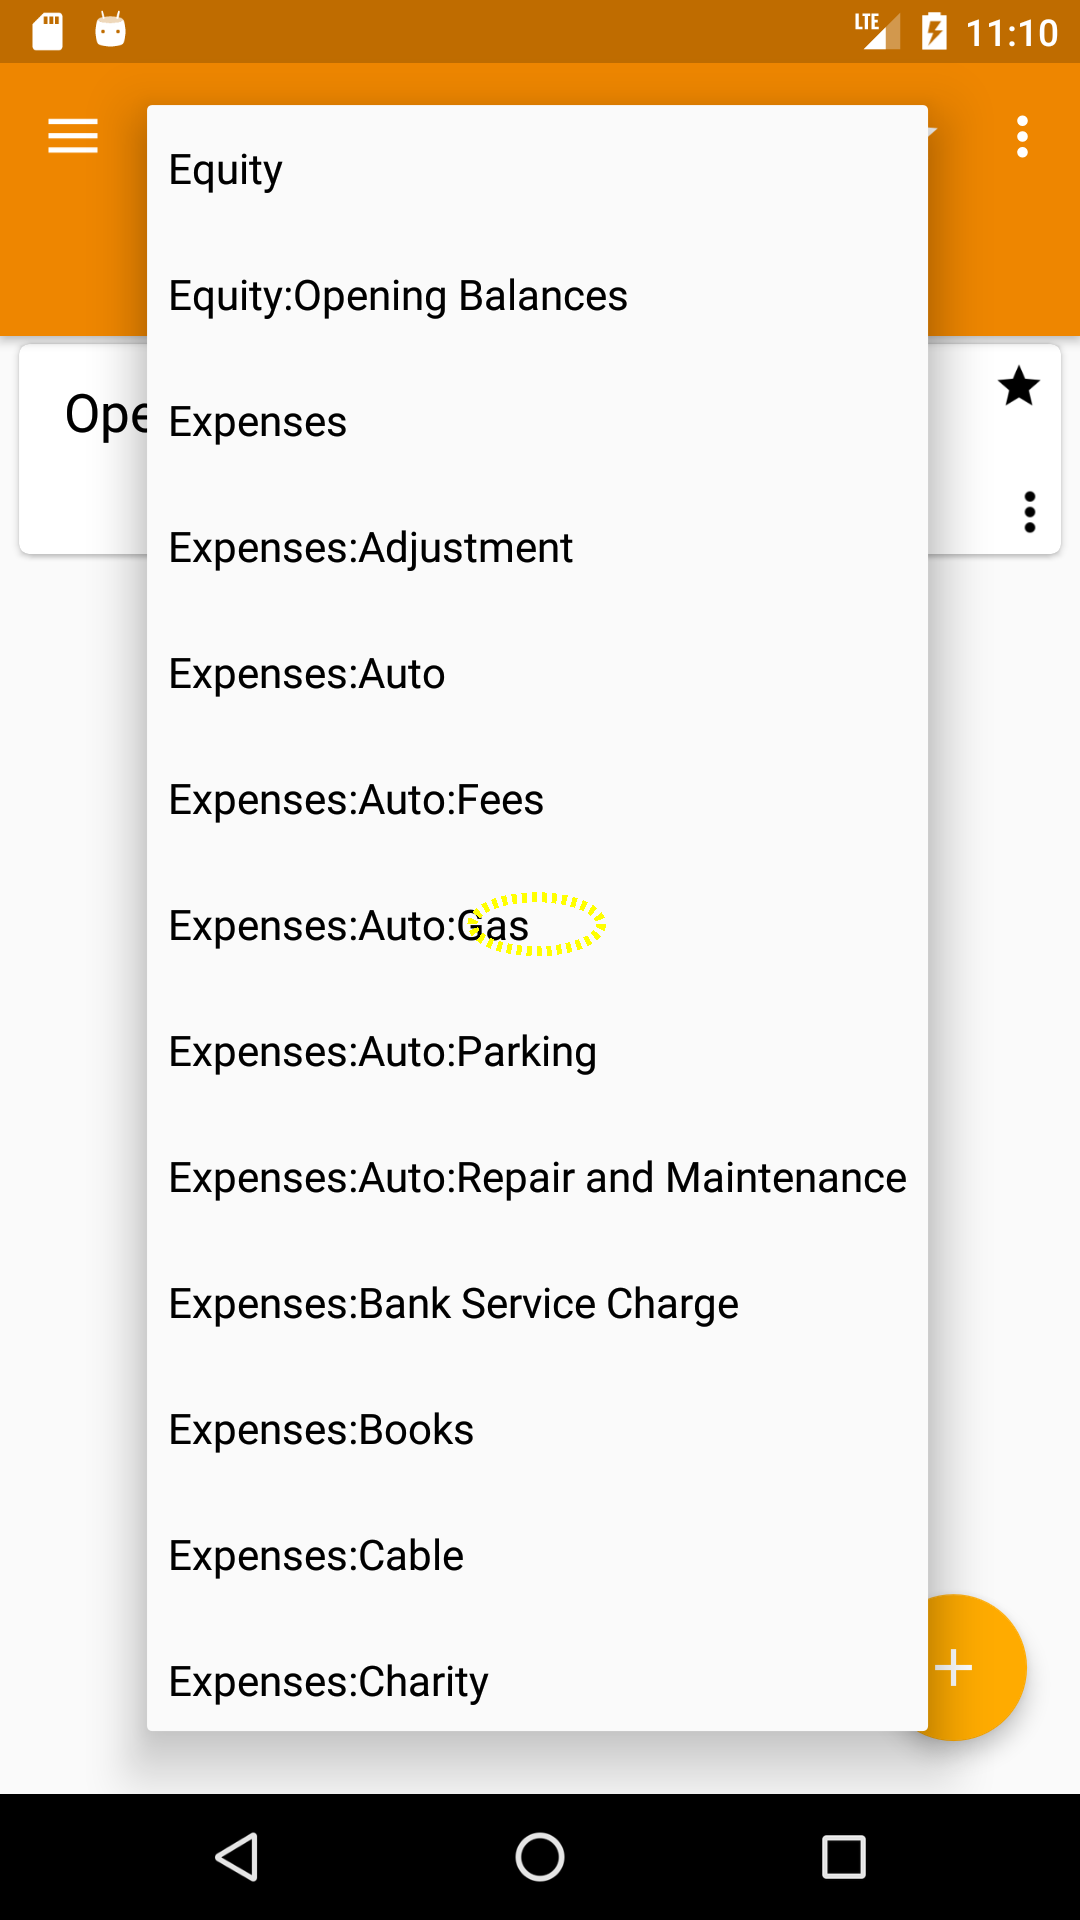 LTE 11:10
Equity
Equity:Opening Balances
Ope
Expenses
Expenses:Adjustment
Expenses:Auto
Expenses:Auto:Fees
Expenses:Auto:Gas
Expenses:Auto:Parking
Expenses:Auto:Repair and Maintenance
Expenses:Bank Service Charge
Expenses:Books
Expenses:Cable
Expenses:Charity